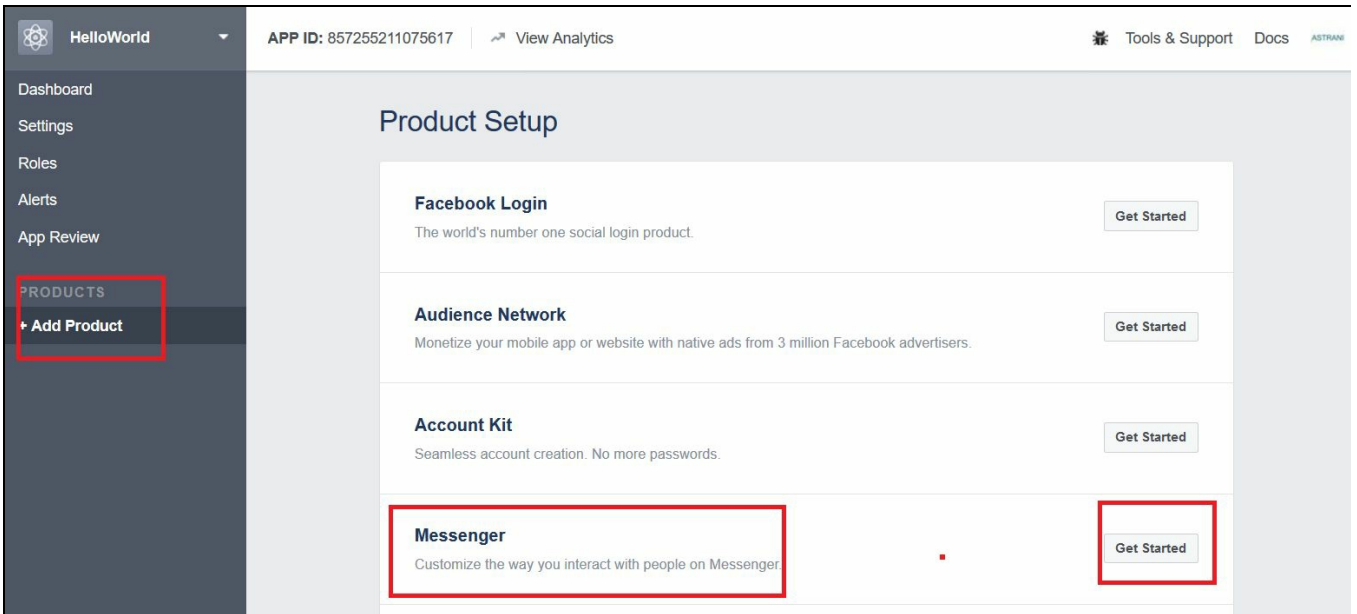 HelloWorld
APP ID: 857255211075617
View Analytics
Tools & Support
Docs
ASTRANI
Dashboard
Settings
Roles
Alerts
App Review
PRODUCTS
+ Add Product
Product Setup
Facebook Login
The world's number one social login product.
Get Started
Audience Network
Monetize your mobile app or website with native ads from 3 million Facebook advertisers.
Get Started
Account Kit
Seamless account creation. No more passwords.
Get Started
Messenger
Customize the way you interact with people on Messenger.
Get Started